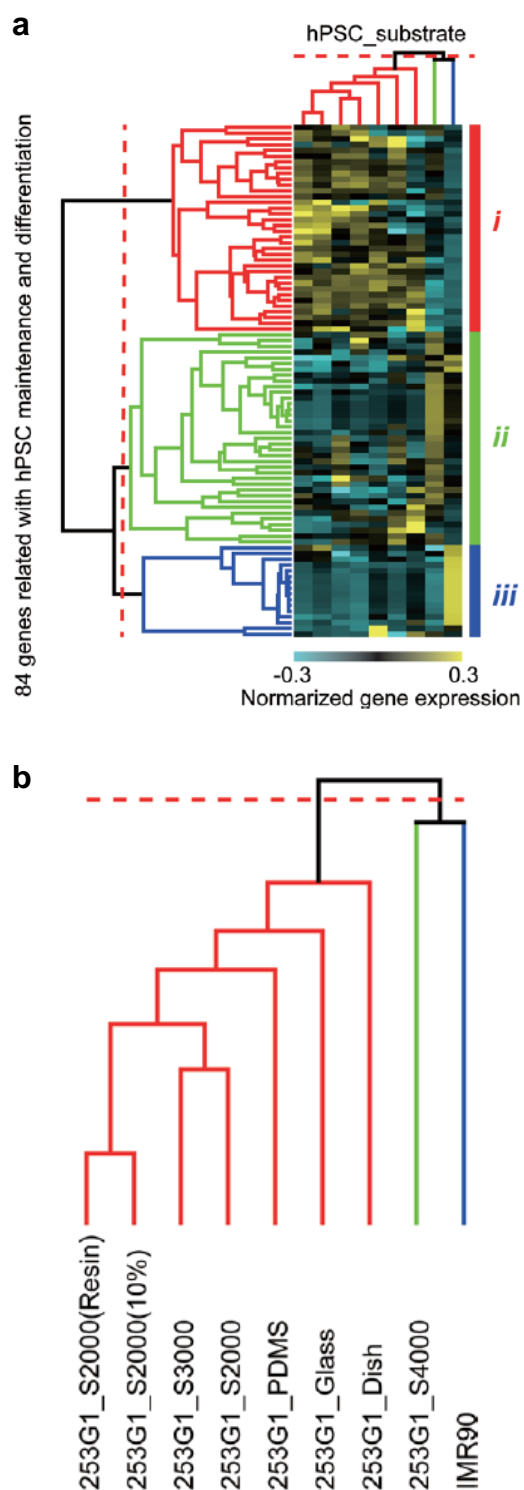 a
hPSC_substrate
84 genes related with hPSC maintenance and differentiation
i
ii
iii
-0.3 0.3
Normarized gene expression
b
253G1_S2000(Resin)
253G1_S2000(10%)
253G1_S3000
253G1_S2000
253G1_PDMS
253G1_Glass
253G1_Dish
253G1_S4000
IMR90